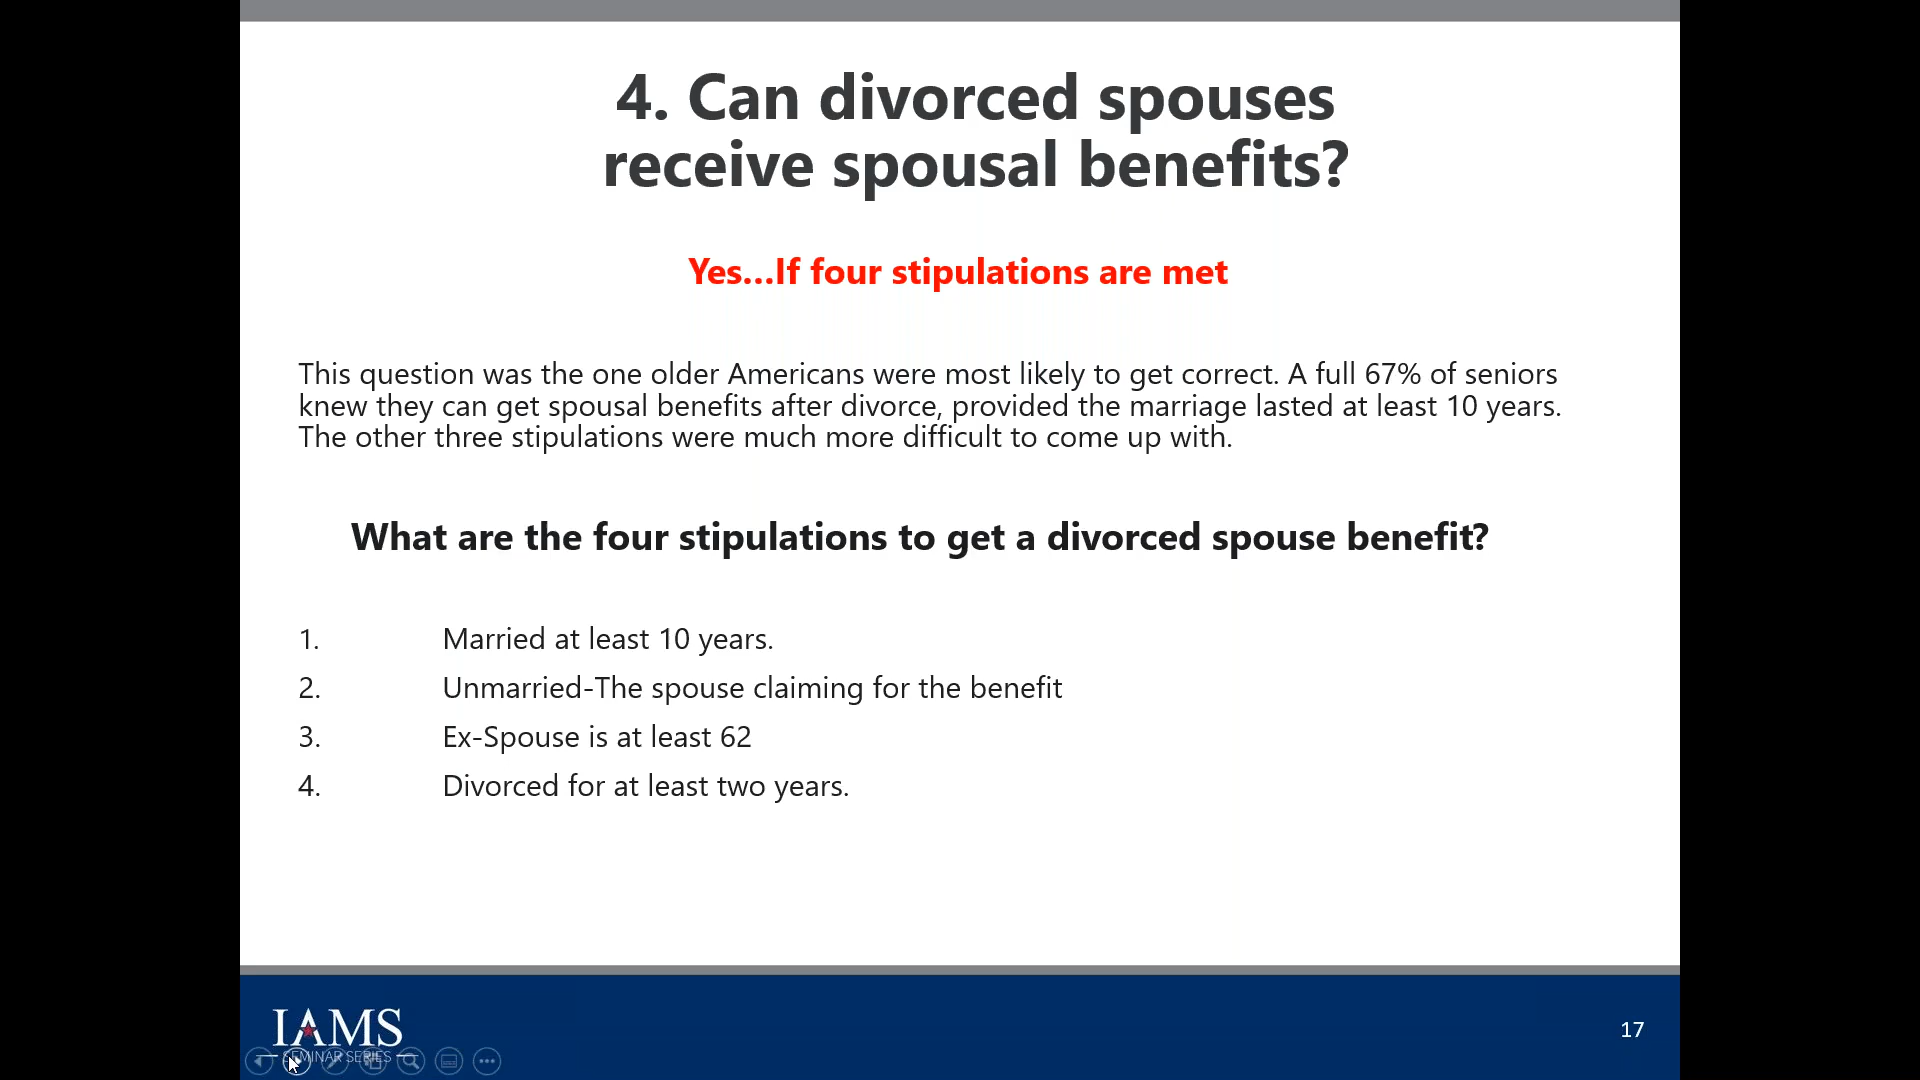 4. Can divorced spouses
receive spousal benefits?
Yes...If four stipulations are met
This question was the one older Americans were most likely to get correct. A full 67% of seniors
knew they can get spousal benefits after divorce, provided the marriage lasted at least 10 years.
The other three stipulations were much more difficult to come up with.
What are the four stipulations to get a divorced spouse benefit?
1. Married at least 10 years.
2. Unmarried-The spouse claiming for the benefit
3. Ex-Spouse is at least 62
4. Divorced for at least two years.
IAMS
SEMINAR SERIES
17